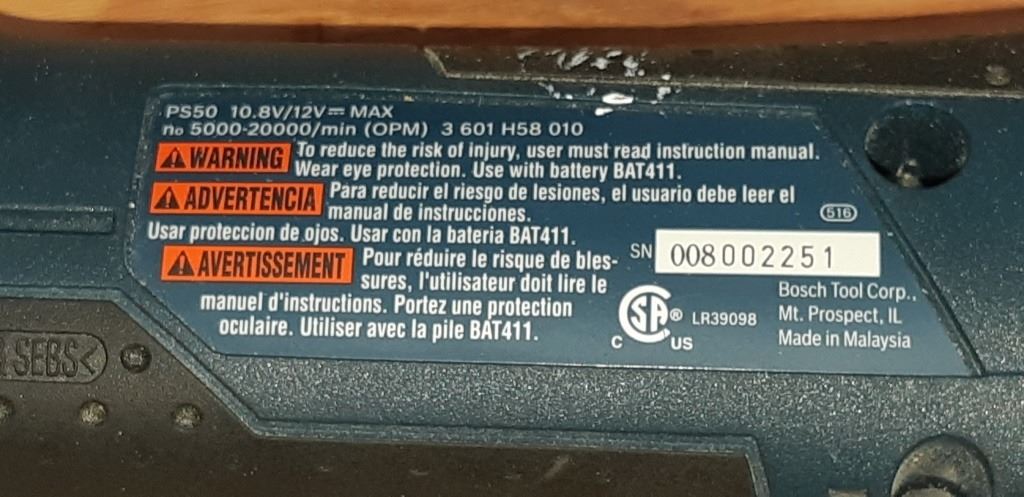 PS50 10.8V/12V⎓ MAX
no 5000-20000/min (OPM) 3 601 H58 010
WARNING To reduce the risk of injury, user must read instruction manual.
Wear eye protection. Use with battery BAT411.
ADVERTENCIA Para reducir el riesgo de lesiones, el usuario debe leer el
manual de instrucciones.
Usar proteccion de ojos. Usar con la bateria BAT411.
AVERTISSEMENT Pour réduire le risque de bles-
sures, l'utilisateur doit lire le
manuel d'instructions. Portez une protection
oculaire. Utiliser avec la pile BAT411.
516
SN 008002251
C SA® US LR39098
Bosch Tool Corp.,
Mt. Prospect, IL
Made in Malaysia
SEBS<